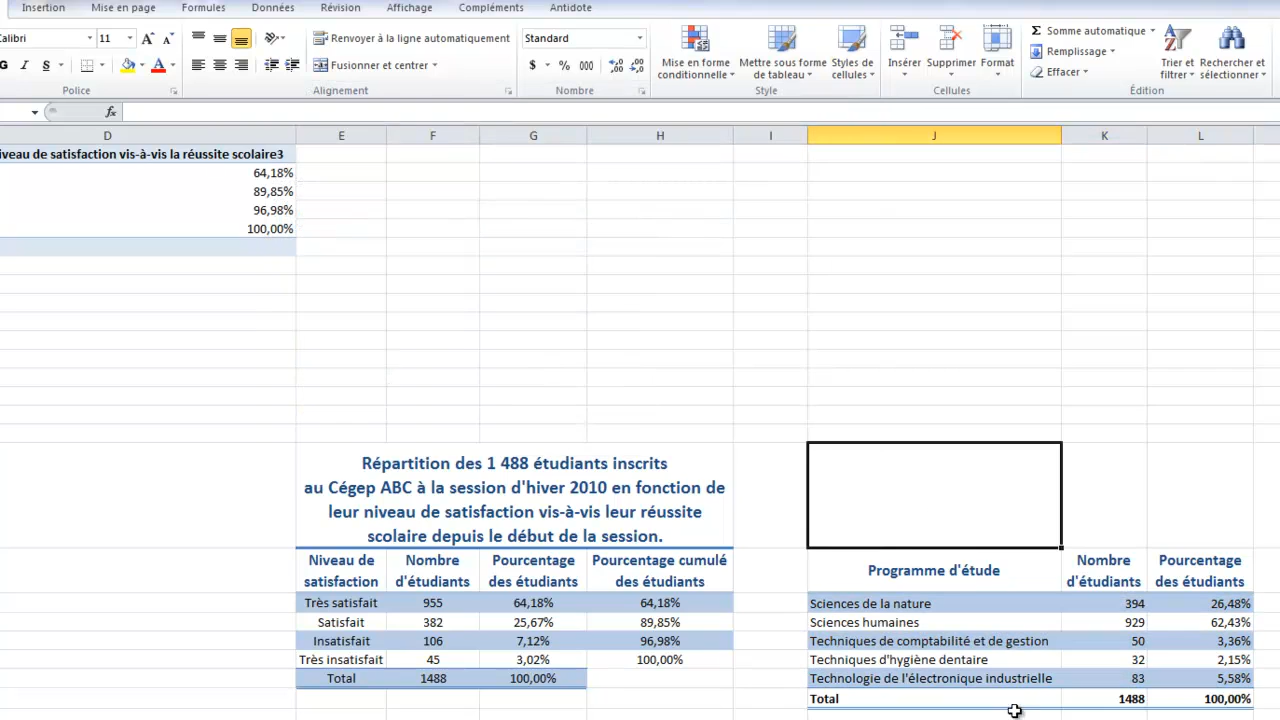 Insertion Mise en page Formules Données Révision Affichage Compléments Antidote
Calibri 11 A A Renvoyer à la ligne automatiquement Standard Somme automatique
G I S A Fusionner et centrer $ % 000 Mise en forme conditionnelle Mettre sous forme de tableau Styles de cellules Insérer Supprimer Format Remplissage Effacer Trier et filtrer Rechercher et sélectionner
Police Alignement Nombre Style Cellules Édition
fx
D E F G H I J K L
iveau de satisfaction vis-à-vis la réussite scolaire3
64,18%
89,85%
96,98%
100,00%
Répartition des 1 488 étudiants inscrits
au Cégep ABC à la session d'hiver 2010 en fonction de
leur niveau de satisfaction vis-à-vis leur réussite
scolaire depuis le début de la session.
Niveau de satisfaction Nombre d'étudiants Pourcentage des étudiants Pourcentage cumulé des étudiants
Très satisfait 955 64,18% 64,18%
Satisfait 382 25,67% 89,85%
Insatisfait 106 7,12% 96,98%
Très insatisfait 45 3,02% 100,00%
Total 1488 100,00%
Programme d'étude Nombre d'étudiants Pourcentage des étudiants
Sciences de la nature 394 26,48%
Sciences humaines 929 62,43%
Techniques de comptabilité et de gestion 50 3,36%
Techniques d'hygiène dentaire 32 2,15%
Technologie de l'électronique industrielle 83 5,58%
Total 1488 100,00%